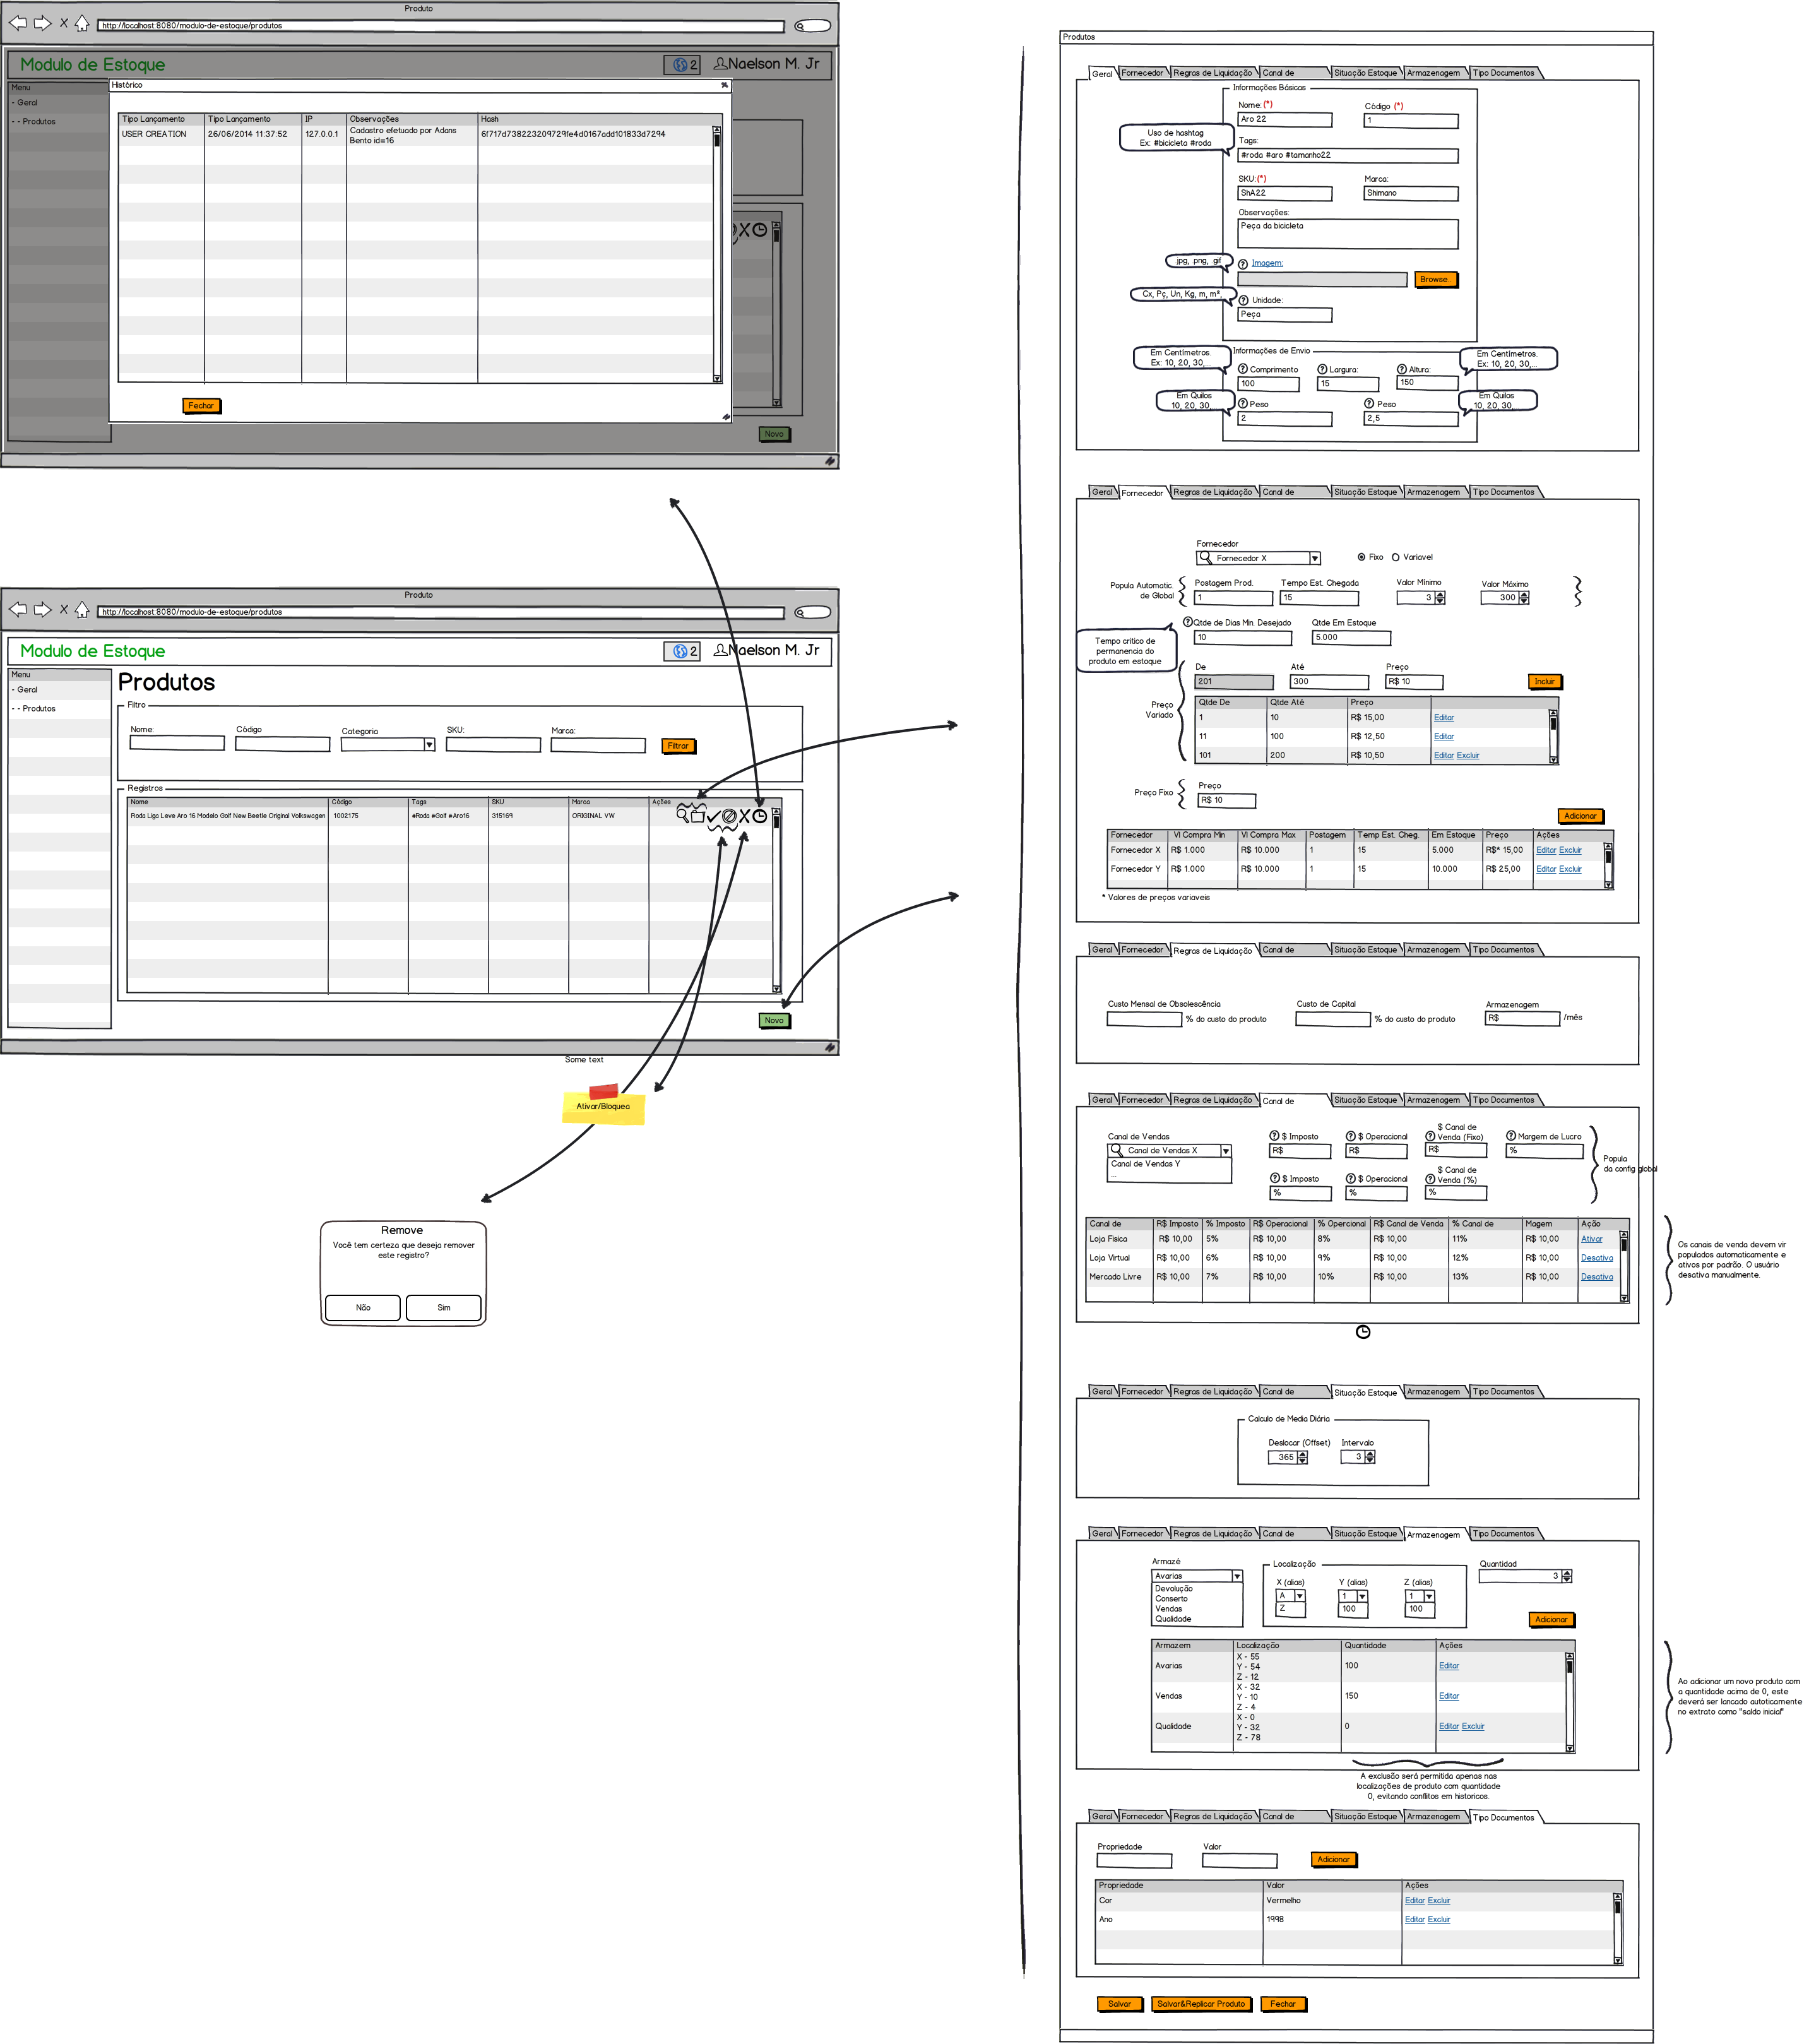 Produto
http://localhost:8080/modulo-de-estoque/produtos
Modulo de Estoque
2
Naelson M. Jr
Menu
- Geral
- - Produtos
Histórico
Tipo Lançamento Tipo Lançamento IP Observações Hash
USER CREATION 26/06/2014 11:37:52 127.0.0.1 Cadastro efetuado por Adans 6f717d738223209729fe4d0167add101833d7294
Bento id=16
Fechar
Novo
Produto
http://localhost:8080/modulo-de-estoque/produtos
Modulo de Estoque
2
Naelson M. Jr
Menu
- Geral
- - Produtos
Produtos
Filtro
Nome: Código Categoria SKU: Marca:
Filtrar
Registros
Nome Código Tags SKU Marca Ações
Roda Liga Leve Aro 16 Modelo Golf New Beetle Original Volkswagen 1002175 #Roda #Golf #Aro16 315169 ORIGINAL VW
Novo
Some text
Ativar/Bloquea
Remove
Você tem certeza que deseja remover
este registro?
Não Sim
Produtos
Geral Fornecedor Regras de Liquidação Canal de Situação Estoque Armazenagem Tipo Documentos
Informações Básicas
Nome: (*) Código (*)
Aro 22 1
Uso de hashtag
Ex: #bicicleta #roda
Tags:
#roda #aro #tamanho22
SKU:(*) Marca:
ShA22 Shimano
Observações:
Peça da bicicleta
.jpg, .png, .gif
Imagem:
Browse...
Cx, Pç, Un, Kg, m, m²,
Unidade:
Peça
Informações de Envio
Em Centímetros.
Ex: 10, 20, 30,...
Em Centímetros.
Ex: 10, 20, 30,...
Comprimento Largura: Altura:
100 15 150
Em Quilos
10, 20, 30,...
Em Quilos
10, 20, 30,...
Peso Peso
2 2,5
Geral Fornecedor Regras de Liquidação Canal de Situação Estoque Armazenagem Tipo Documentos
Fornecedor
Fornecedor X Fixo Variavel
Popula Automatic.
de Global
Postagem Prod. Tempo Est. Chegada Valor Mínimo Valor Máximo
1 15 3 300
Qtde de Dias Min. Desejado Qtde Em Estoque
10 5.000
Tempo critico de
permanencia do
produto em estoque
De Até Preço
201 300 R$ 10 Incluir
Preço
Variado
Qtde De Qtde Até Preço
1 10 R$ 15,00 Editar
11 100 R$ 12,50 Editar
101 200 R$ 10,50 Editar Excluir
Preço Fixo
Preço
R$ 10
Adicionar
Fornecedor Vl Compra Min Vl Compra Max Postagem Temp Est. Cheg. Em Estoque Preço Ações
Fornecedor X R$ 1.000 R$ 10.000 1 15 5.000 R$* 15,00 Editar Excluir
Fornecedor Y R$ 1.000 R$ 10.000 1 15 10.000 R$ 25,00 Editar Excluir
* Valores de preços variaveis
Geral Fornecedor Regras de Liquidação Canal de Situação Estoque Armazenagem Tipo Documentos
Custo Mensal de Obsolescência Custo de Capital Armazenagem
% do custo do produto % do custo do produto R$ /mês
Geral Fornecedor Regras de Liquidação Canal de Situação Estoque Armazenagem Tipo Documentos
Canal de Vendas
Canal de Vendas X
Canal de Vendas Y
...
$ Imposto $ Operacional $ Canal de
Venda (Fixo) Margem de Lucro
R$ R$ R$ %
$ Imposto $ Operacional $ Canal de
Venda (%)
% % %
Popula
da config global
Canal de R$ Imposto % Imposto R$ Operacional % Opercional R$ Canal de Venda % Canal de Magem Ação
Loja Fisica R$ 10,00 5% R$ 10,00 8% R$ 10,00 11% R$ 10,00 Ativar
Loja Virtual R$ 10,00 6% R$ 10,00 9% R$ 10,00 12% R$ 10,00 Desativa
Mercado Livre R$ 10,00 7% R$ 10,00 10% R$ 10,00 13% R$ 10,00 Desativa
Os canais de venda devem vir
populados automaticamente e
ativos por padrão. O usuário
desativa manualmente.
Geral Fornecedor Regras de Liquidação Canal de Situação Estoque Armazenagem Tipo Documentos
Calculo de Media Diária
Deslocar (Offset) Intervalo
365 3
Geral Fornecedor Regras de Liquidação Canal de Situação Estoque Armazenagem Tipo Documentos
Armazé
Avarias
Devolução
Conserto
Vendas
Qualidade
Localização
X (alias) Y (alias) Z (alias)
A 1 1
Z 100 100
Quantidad
3
Adicionar
Armazem Localização Quantidade Ações
X - 55
Avarias Y - 54 100 Editar
Z - 12
X - 32
Vendas Y - 10 150 Editar
Z - 4
X - 0
Qualidade Y - 32 0 Editar Excluir
Z - 78
Ao adicionar um novo produto com
a quantidade acima de 0, este
deverá ser lancado autoticamente
no extrato como "saldo inicial"
A exclusão será permitida apenas nas
localizações de produto com quantidade
0, evitando conflitos em historicos.
Geral Fornecedor Regras de Liquidação Canal de Situação Estoque Armazenagem Tipo Documentos
Propriedade Valor
Adicionar
Propriedade Valor Ações
Cor Vermelho Editar Excluir
Ano 1998 Editar Excluir
Salvar Salvar&Replicar Produto Fechar